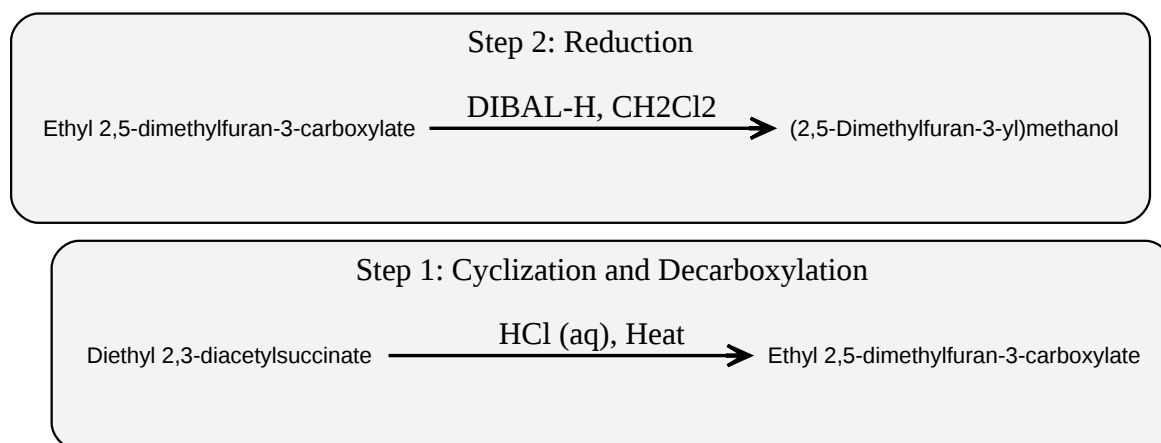 Step 2: Reduction
DIBAL-H, CH2Cl2
Ethyl 2,5-dimethylfuran-3-carboxylate
(2,5-Dimethylfuran-3-yl)methanol
Step 1: Cyclization and Decarboxylation
HCl (aq), Heat
Diethyl 2,3-diacetylsuccinate
Ethyl 2,5-dimethylfuran-3-carboxylate